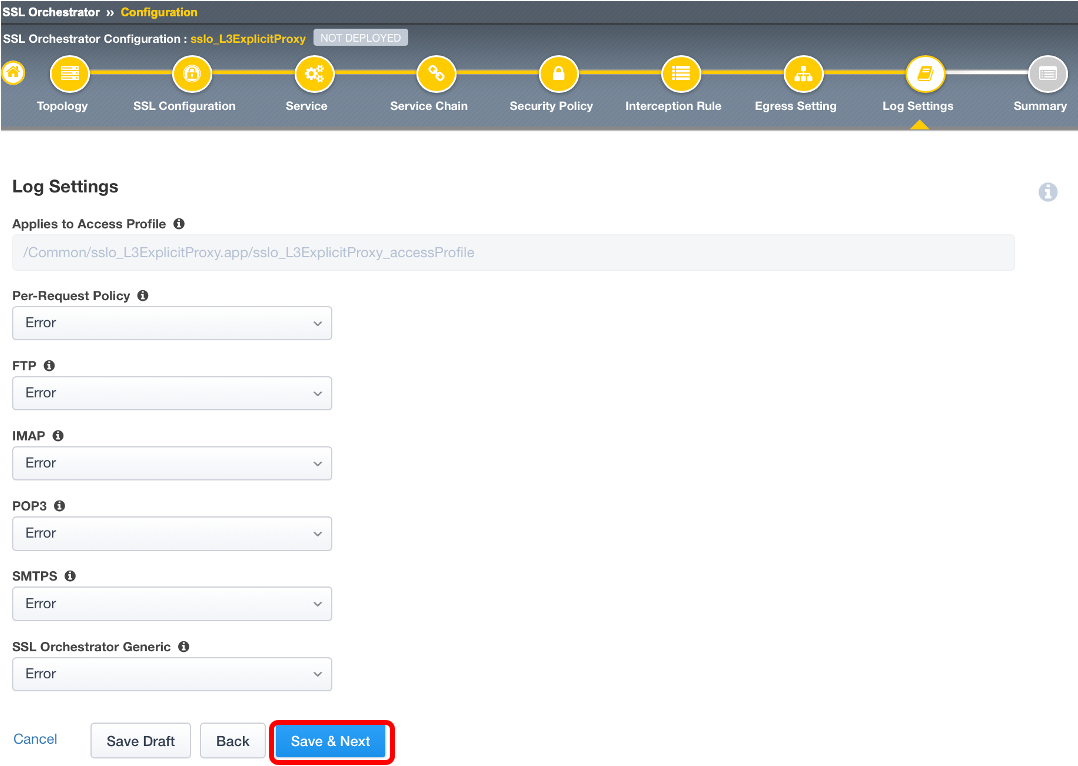 SSL Orchestrator » Configuration
SSL Orchestrator Configuration : sslo_L3ExplicitProxy NOT DEPLOYED
Topology SSL Configuration Service Service Chain Security Policy Interception Rule Egress Setting Log Settings Summary
Log Settings
Applies to Access Profile
/Common/sslo_L3ExplicitProxy.app/sslo_L3ExplicitProxy_accessProfile
Per-Request Policy
Error
FTP
Error
IMAP
Error
POP3
Error
SMTPS
Error
SSL Orchestrator Generic
Error
Cancel Save Draft Back Save & Next